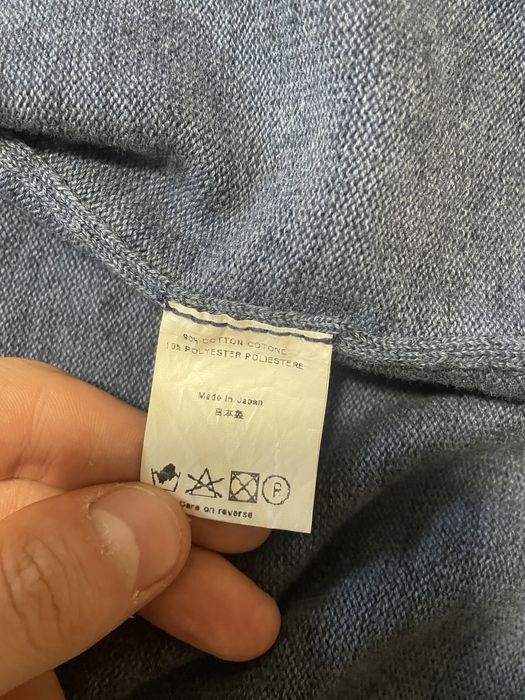 90% COTTON COTONE
10% POLYESTER POLIESTERE
Made in Japan
日本製
P
Care on reverse